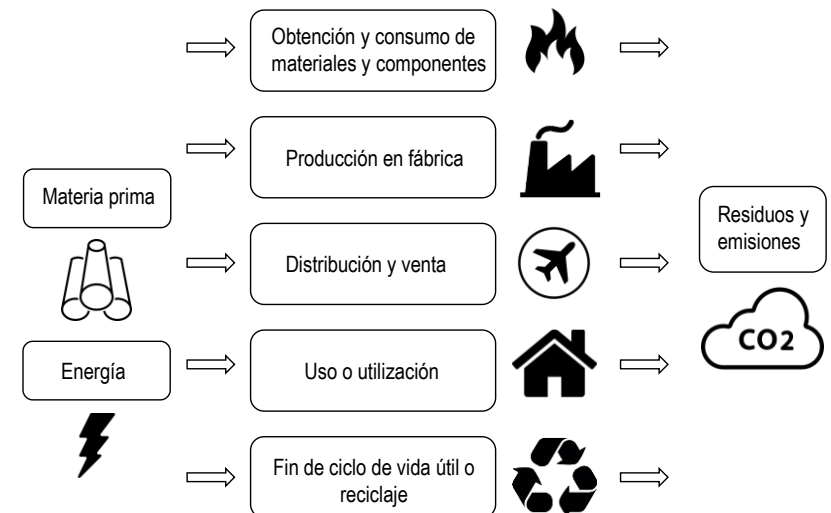 Materia prima
Energía
Obtención y consumo de
materiales y componentes
Producción en fábrica
Distribución y venta
Uso o utilización
Fin de ciclo de vida útil o
reciclaje
Residuos y
emisiones
CO2